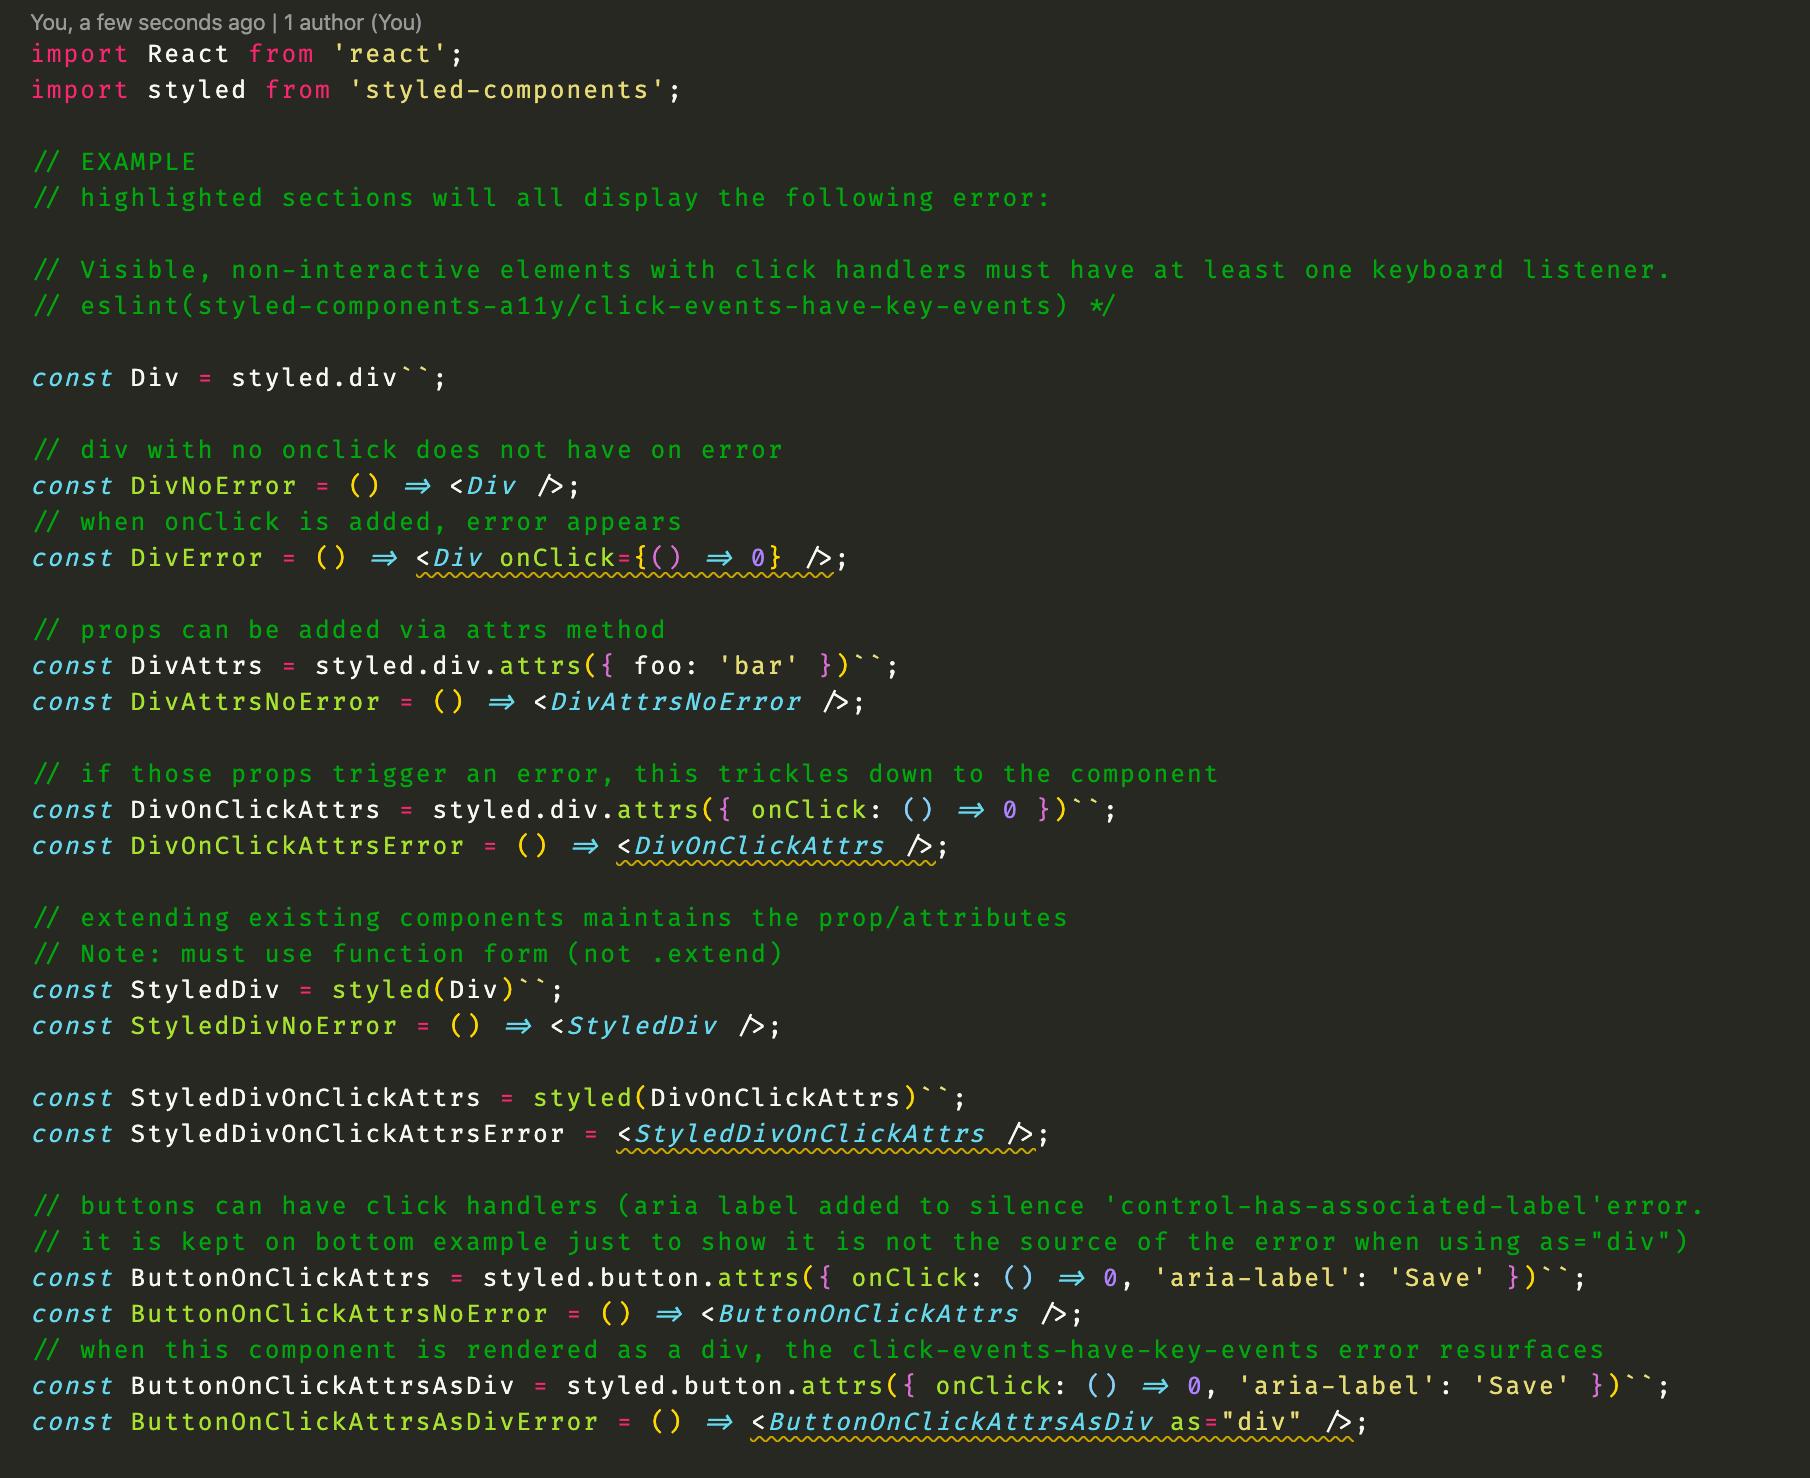 You, a few seconds ago | 1 author (You)
import React from 'react';
import styled from 'styled-components';
// EXAMPLE
// highlighted sections will all display the following error:
// Visible, non-interactive elements with click handlers must have at least one keyboard listener.
// eslint(styled-components-a11y/click-events-have-key-events) */
const Div = styled.div``;
// div with no onclick does not have on error
const DivNoError = () => <Div />;
// when onClick is added, error appears
const DivError = () => <Div onClick={() => 0} />;
// props can be added via attrs method
const DivAttrs = styled.div.attrs({ foo: 'bar' })``;
const DivAttrsNoError = () => <DivAttrsNoError />;
// if those props trigger an error, this trickles down to the component
const DivOnClickAttrs = styled.div.attrs({ onClick: () => 0 })``;
const DivOnClickAttrsError = () => <DivOnClickAttrs />;
// extending existing components maintains the prop/attributes
// Note: must use function form (not .extend)
const StyledDiv = styled(Div)``;
const StyledDivNoError = () => <StyledDiv />;
const StyledDivOnClickAttrs = styled(DivOnClickAttrs)``;
const StyledDivOnClickAttrsError = <StyledDivOnClickAttrs />;
// buttons can have click handlers (aria label added to silence 'control-has-associated-label'error.
// it is kept on bottom example just to show it is not the source of the error when using as="div")
const ButtonOnClickAttrs = styled.button.attrs({ onClick: () => 0, 'aria-label': 'Save' })``;
const ButtonOnClickAttrsNoError = () => <ButtonOnClickAttrs />;
// when this component is rendered as a div, the click-events-have-key-events error resurfaces
const ButtonOnClickAttrsAsDiv = styled.button.attrs({ onClick: () => 0, 'aria-label': 'Save' })``;
const ButtonOnClickAttrsAsDivError = () => <ButtonOnClickAttrsAsDiv as="div" />;